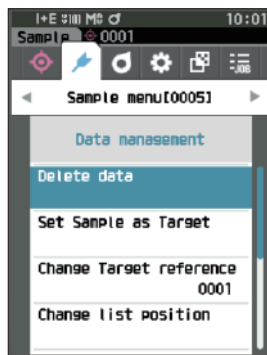 10:01
Sample 0001
-JOB
Sample menu[0005]
Data management
Delete data
Set Sample as Target
Change Target reference
0001
Change list position